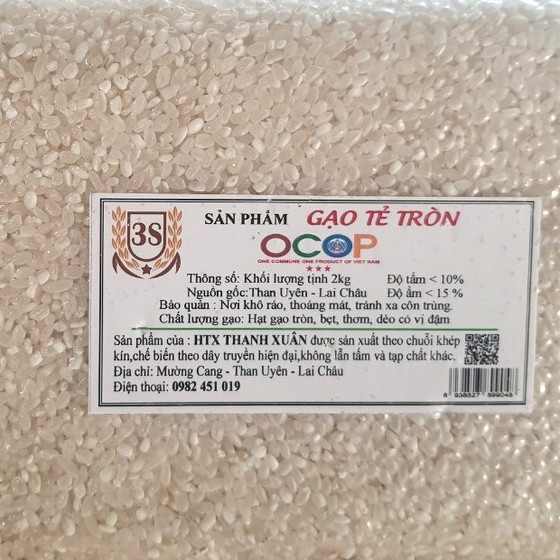 3S
SẢN PHẨM GẠO TẺ TRÒN
OCOP
ONE COMMUNE ONE PRODUCT OF VIET NAM
Thông số: Khối lượng tịnh 2kg Độ tấm < 10%
Nguồn gốc:Than Uyên - Lai Châu Độ ẩm < 15 %
Bảo quản : Nơi khô ráo, thoáng mát, tránh xa côn trùng.
Chất lượng gạo: Hạt gạo tròn, bẹt, thơm, dẻo có vị đậm
Sản phẩm của : HTX THANH XUÂN được sản xuất theo chuỗi khép
kín,chế biến theo dây truyền hiện đại,không lẫn tấm và tạp chất khác.
Địa chỉ: Mường Cang - Than Uyên - Lai Châu
Điện thoại: 0982 451 019
8 938527 899048